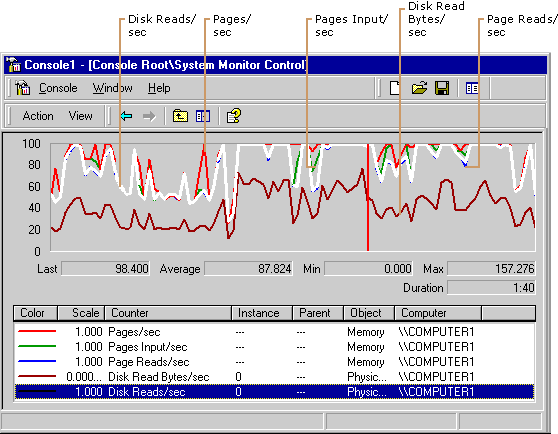 Disk Reads/
sec
Pages/
sec
Pages Input/
sec
Disk Read
Bytes/
sec
Page Reads/
sec
Console1 - [Console Root\System Monitor Control]
Console Window Help
Action View
100
80
60
40
20
0
Last 98.400 Average 87.824 Min 0.000 Max 157.276
Duration 1:40
Color Scale Counter Instance Parent Object Computer
1.000 Pages/sec --- --- Memory \\COMPUTER1
1.000 Pages Input/sec --- --- Memory \\COMPUTER1
1.000 Page Reads/sec --- --- Memory \\COMPUTER1
0.000... Disk Read Bytes/sec 0 --- Physic... \\COMPUTER1
1.000 Disk Reads/sec 0 --- Physic... \\COMPUTER1